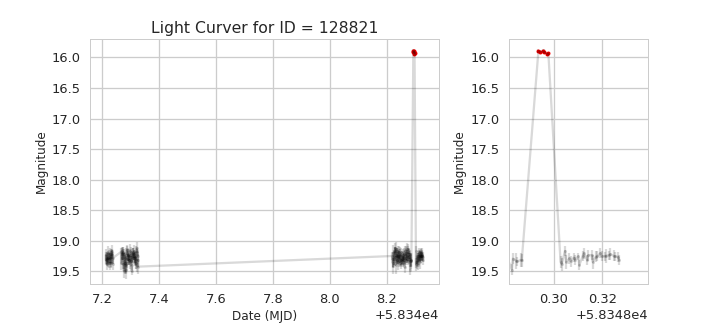 Light Curver for ID = 128821
Magnitude
16.0
16.5
17.0
17.5
18.0
18.5
19.0
19.5
7.2 7.4 7.6 7.8 8.0 8.2
Date (MJD)
+5.834e4
Magnitude
16.0
16.5
17.0
17.5
18.0
18.5
19.0
19.5
0.30 0.32
+5.8348e4